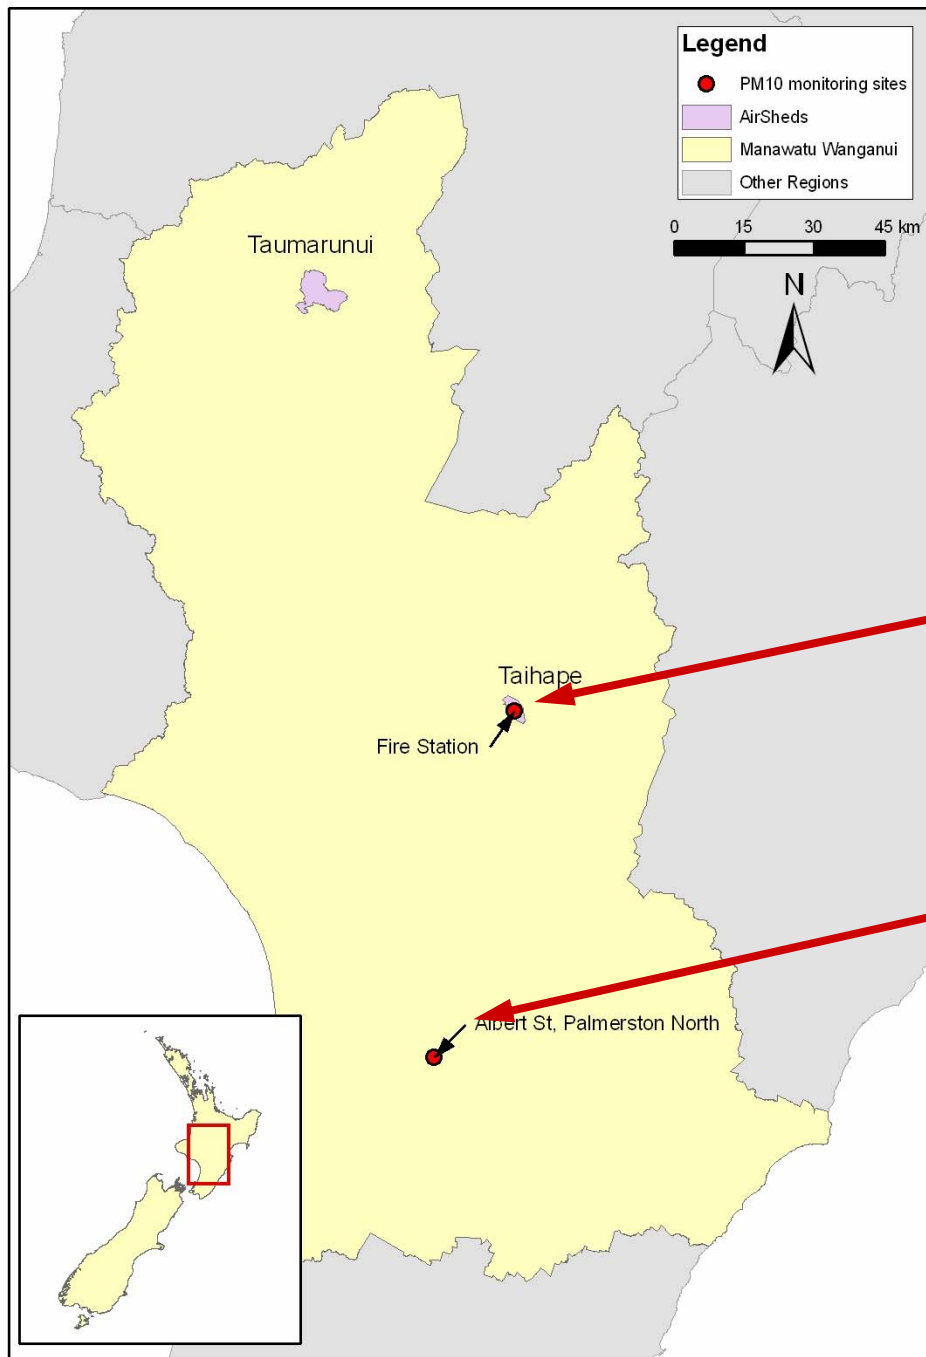 Legend
PM10 monitoring sites
AirSheds
Manawatu Wanganui
Other Regions
0 15 30 45 km
N
Taumarunui
Taihape
Fire Station
Albert St, Palmerston North